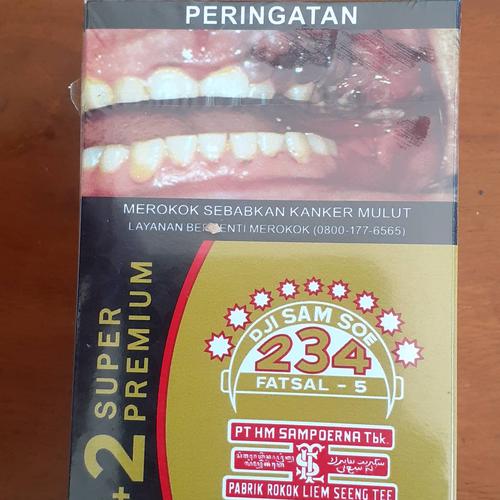 PERINGATAN
MEROKOK SEBABKAN KANKER MULUT
LAYANAN BERHENTI MEROKOK (0800-177-6565)
+2 SUPER
PREMIUM
DJI SAM SOE
234
FATSAL - 5
PT HM SAMPOERNA Tbk.
PABRIK ROKOK LIEM SEENG TEE